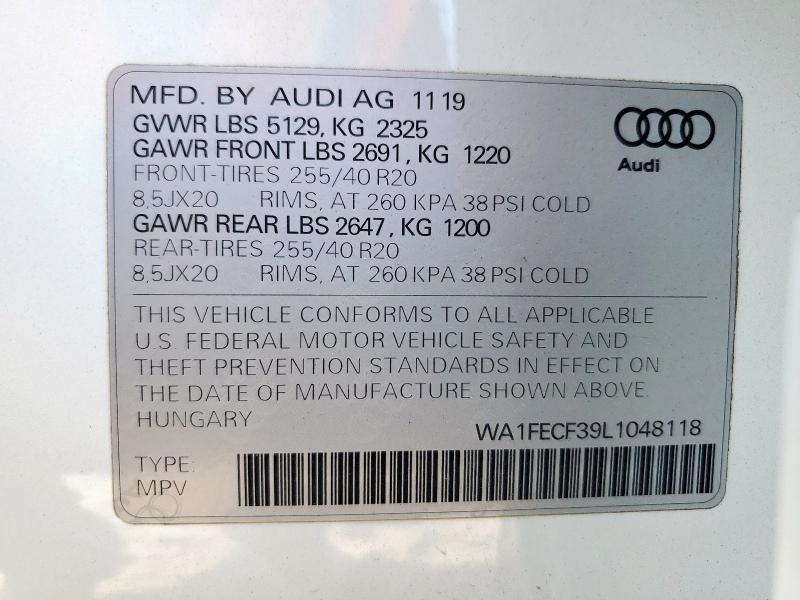 MFD. BY AUDI AG 11 19
GVWR LBS 5129, KG 2325
GAWR FRONT LBS 2691, KG 1220
FRONT-TIRES 255/40 R20
8,5JX20 RIMS, AT 260 KPA 38 PSI COLD
GAWR REAR LBS 2647, KG 1200
REAR-TIRES 255/40 R20
8,5JX20 RIMS, AT 260 KPA 38 PSI COLD
Audi
THIS VEHICLE CONFORMS TO ALL APPLICABLE
U.S. FEDERAL MOTOR VEHICLE SAFETY AND
THEFT PREVENTION STANDARDS IN EFFECT ON
THE DATE OF MANUFACTURE SHOWN ABOVE.
HUNGARY
WA1FECF39L1048118
TYPE:
MPV